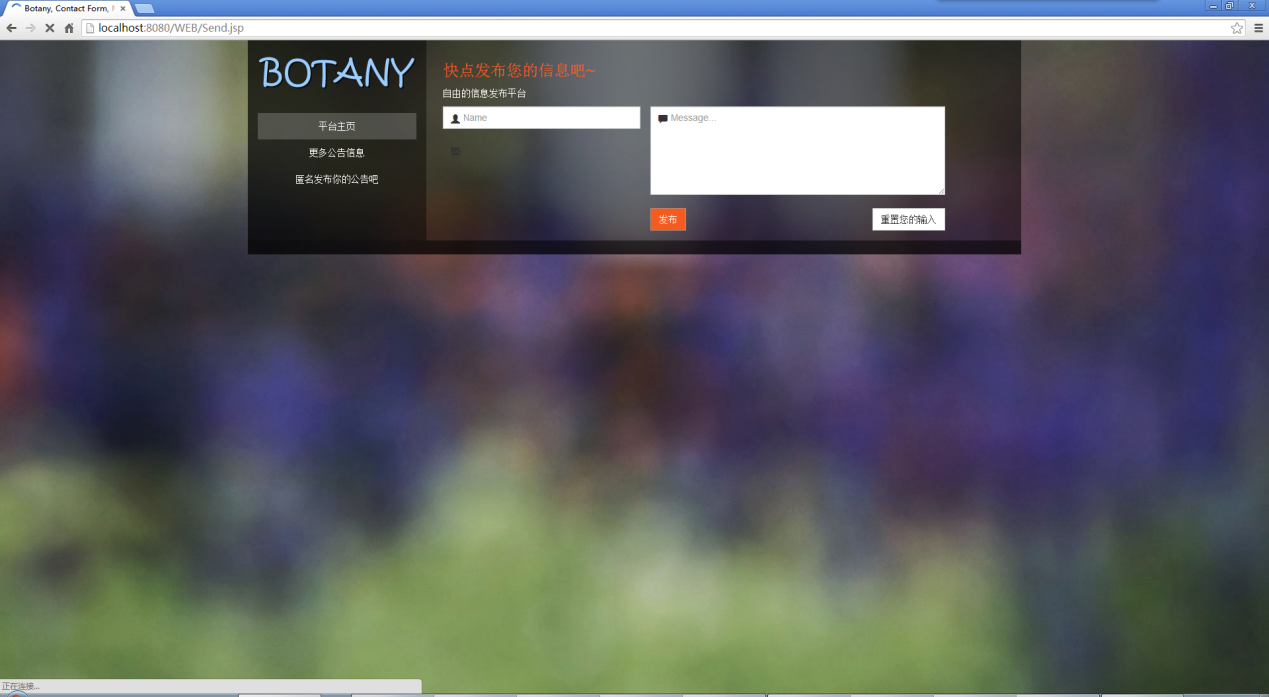 Botany, Contact Form,
localhost:8080/WEB/Send.jsp
BOTANY
平台主页
更多公告信息
匿名发布你的公告吧
快点发布您的信息吧~
自由的信息发布平台
Name
Message...
发布
重置您的输入
正在连接...